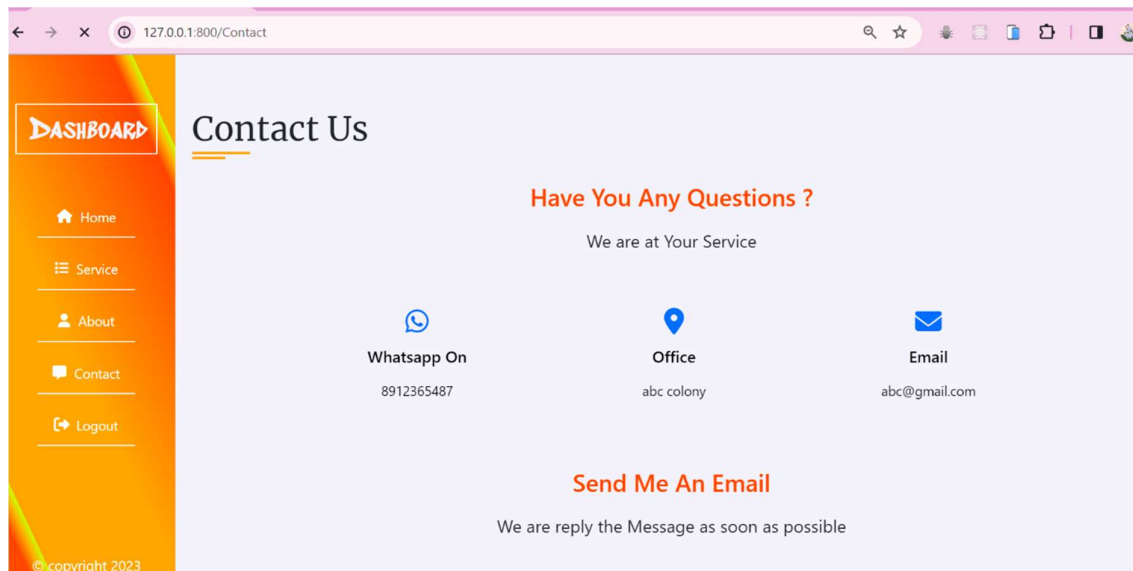 127.0.0.1:800/Contact
DASHBOARD
Home
Service
About
Contact
Logout
© copyright 2023
Contact Us
Have You Any Questions ?
We are at Your Service
Whatsapp On
8912365487
Office
abc colony
Email
abc@gmail.com
Send Me An Email
We are reply the Message as soon as possible